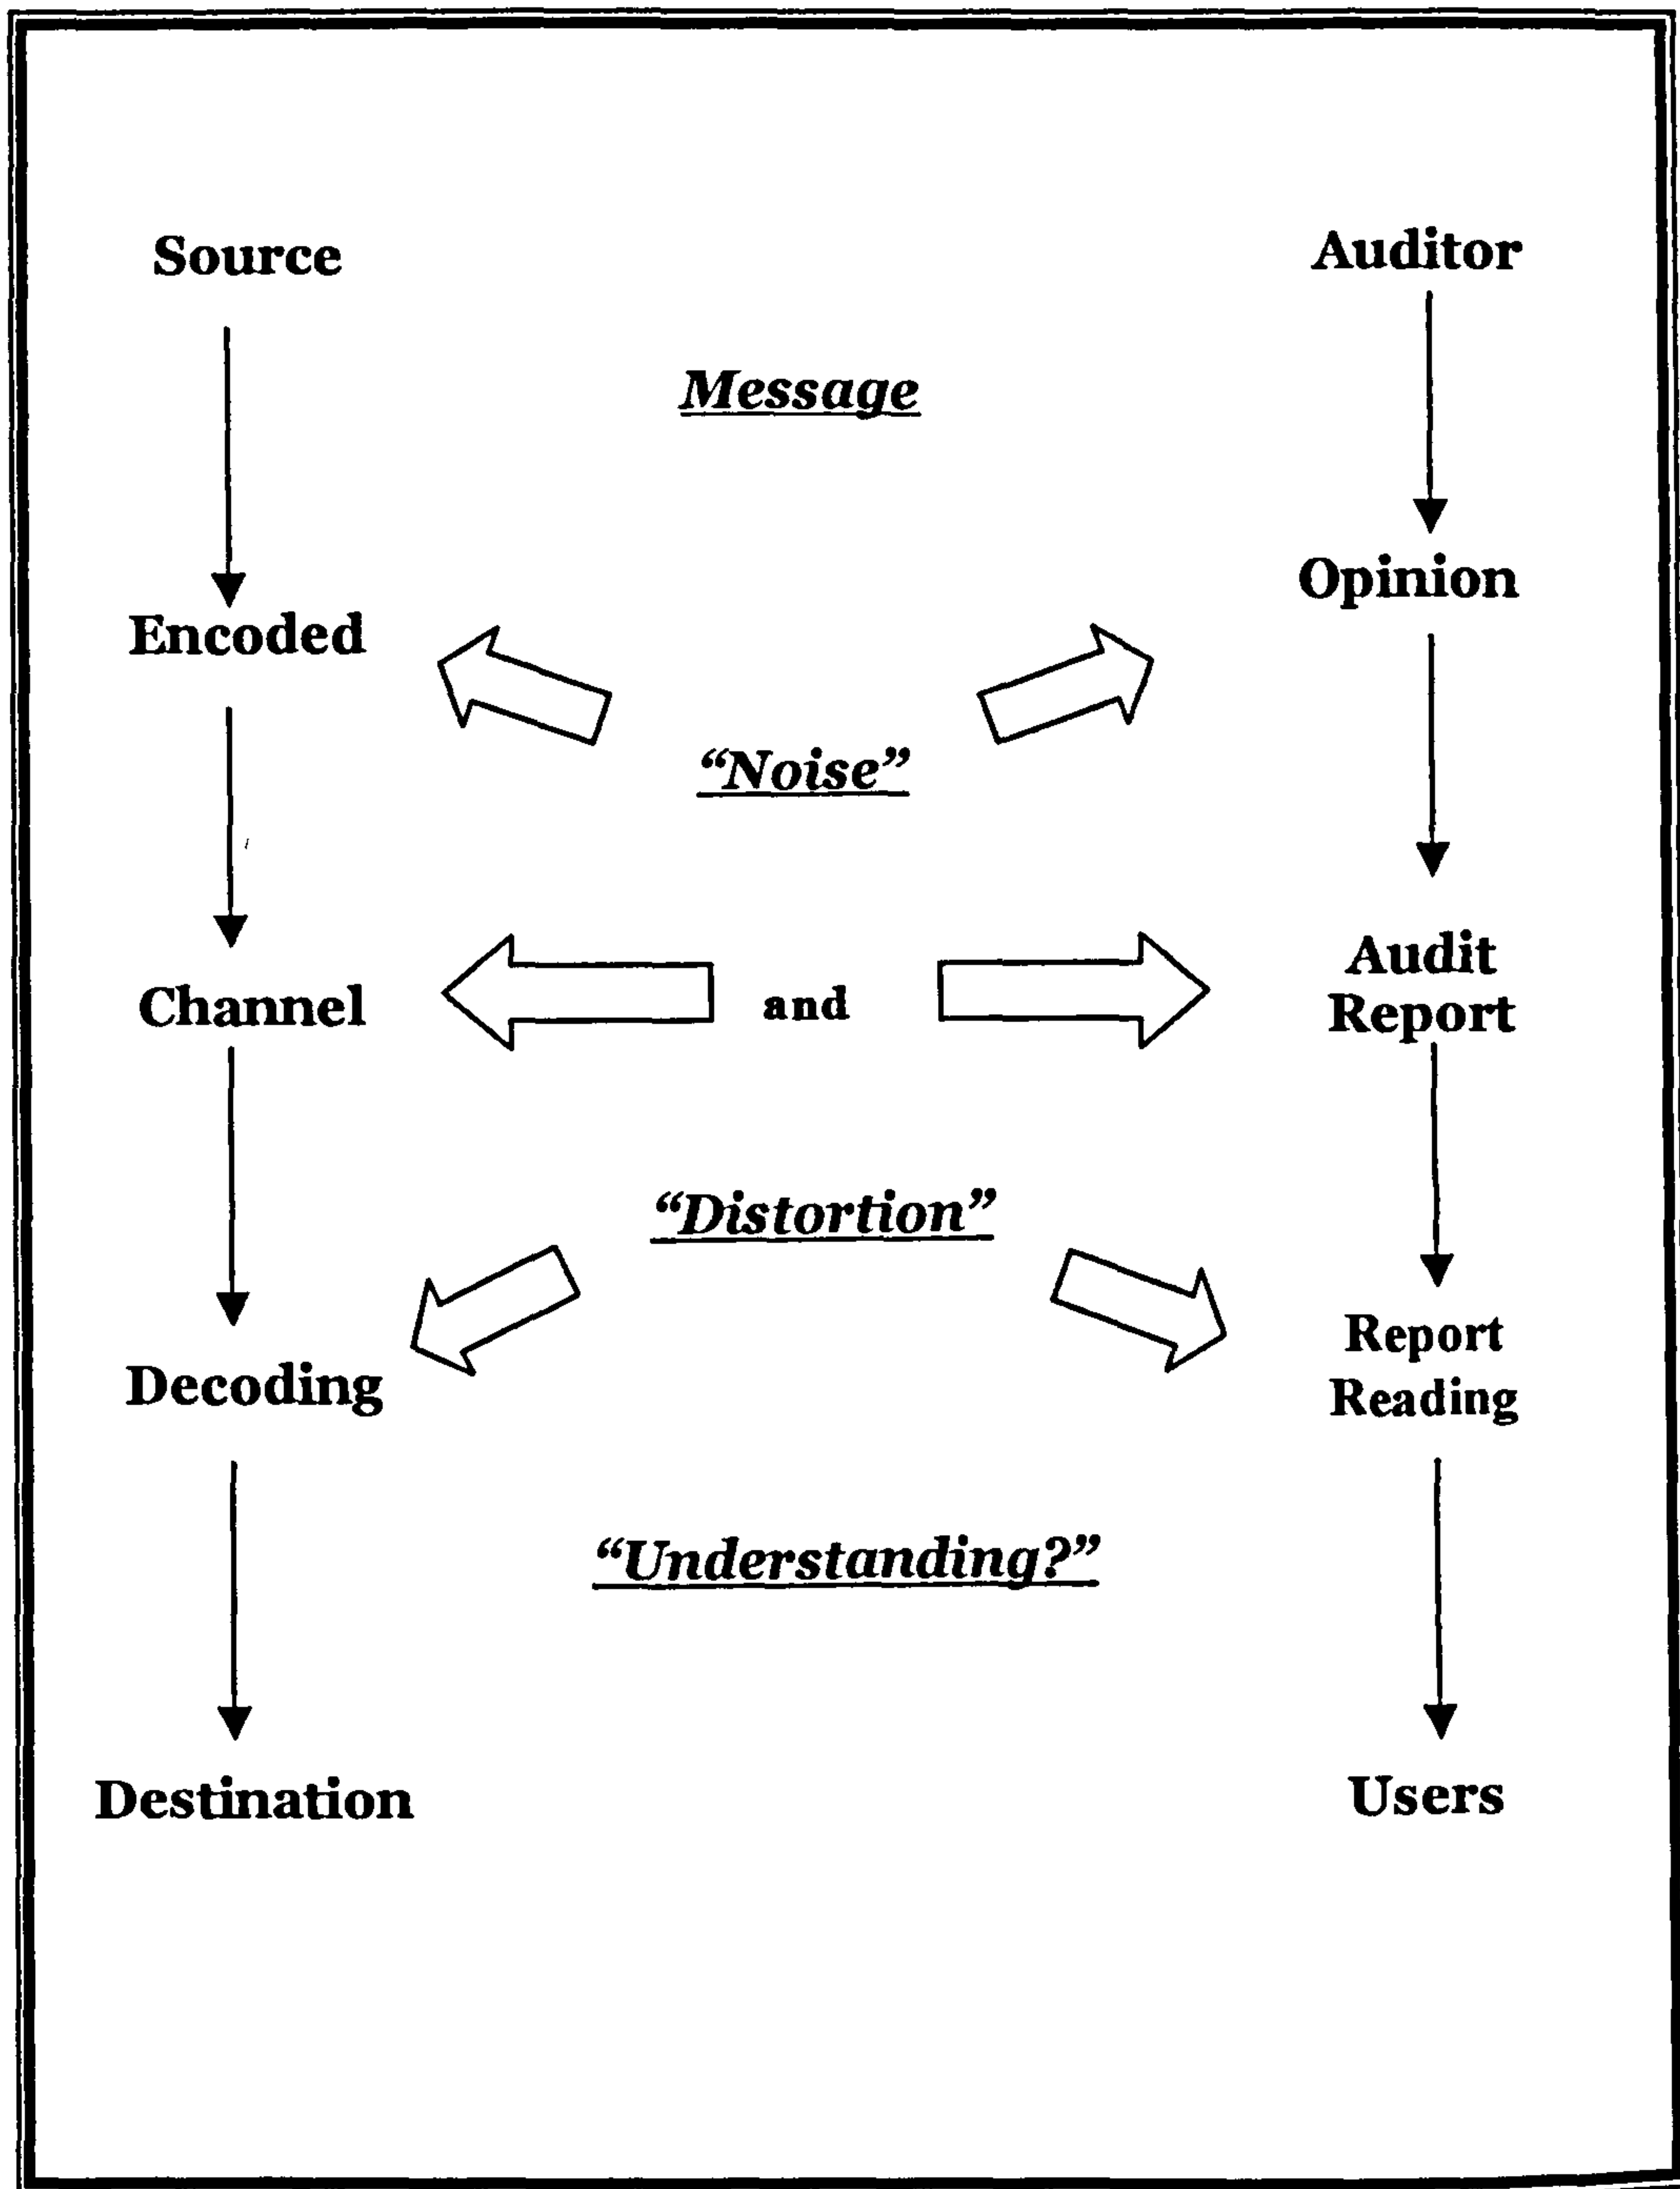 Source
Auditor
Message
Opinion
Encoded
“Noise”
Audit
Report
Channel
and
“Distortion”
Report
Reading
Decoding
“Understanding?”
Destination
Users